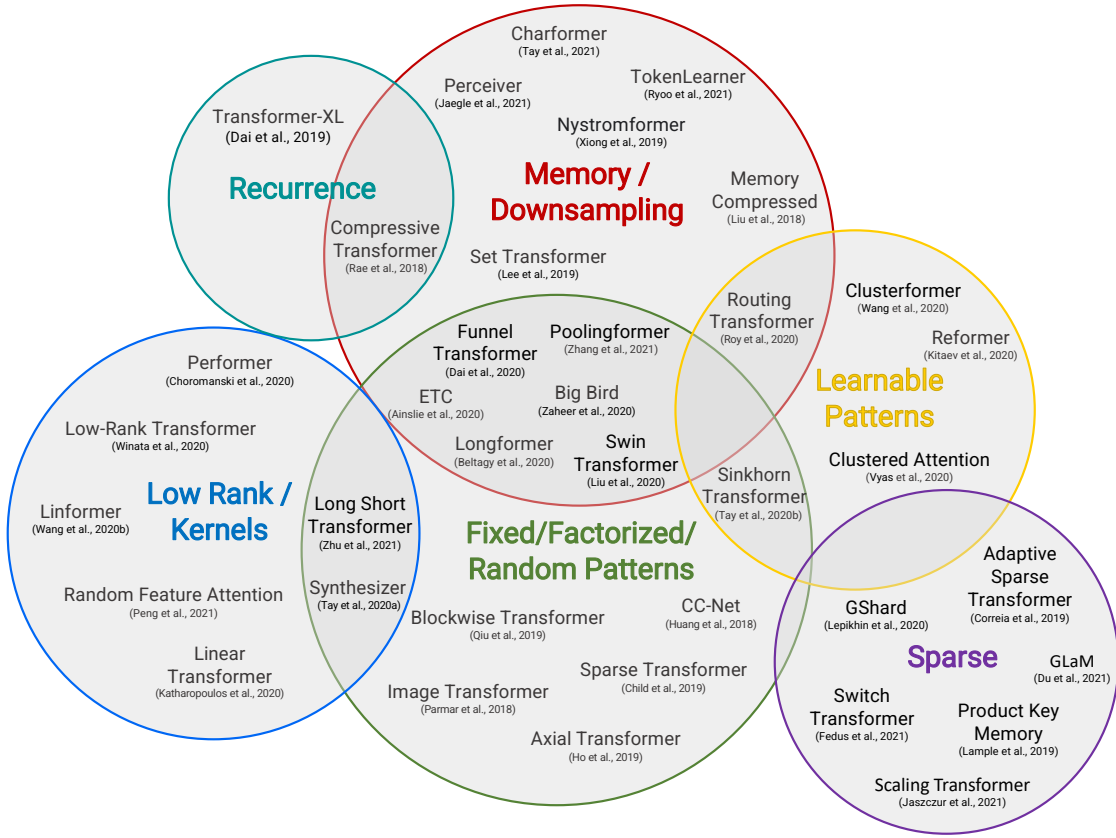 Charformer
(Tay et al., 2021)
Perceiver
(Jaegle et al., 2021)
TokenLearner
(Ryoo et al., 2021)
Transformer-XL
(Dai et al., 2019)
Nystromformer
(Xiong et al., 2019)
Recurrence
Memory /
Downsampling
Memory
Compressed
(Liu et al., 2018)
Compressive
Transformer
(Rae et al., 2018)
Set Transformer
(Lee et al., 2019)
Routing
Transformer
(Roy et al., 2020)
Clusterformer
(Wang et al., 2020)
Reformer
(Kitaev et al., 2020)
Funnel
Transformer
(Dai et al., 2020)
Poolingformer
(Zhang et al., 2021)
Performer
(Choromanski et al., 2020)
ETC
(Ainslie et al., 2020)
Big Bird
(Zaheer et al., 2020)
Learnable
Patterns
Low-Rank Transformer
(Winata et al., 2020)
Longformer
(Beltagy et al., 2020)
Swin
Transformer
(Liu et al., 2020)
Sinkhorn
Transformer
(Tay et al., 2020b)
Clustered Attention
(Vyas et al., 2020)
Linformer
(Wang et al., 2020b)
Low Rank /
Kernels
Long Short
Transformer
(Zhu et al., 2021)
Fixed/Factorized/
Random Patterns
Adaptive
Sparse
Transformer
(Correia et al., 2019)
Random Feature Attention
(Peng et al., 2021)
Synthesizer
(Tay et al., 2020a)
Blockwise Transformer
(Qiu et al., 2019)
CC-Net
(Huang et al., 2018)
GShard
(Lepikhin et al., 2020)
Sparse
GLaM
(Du et al., 2021)
Linear
Transformer
(Katharopoulos et al., 2020)
Image Transformer
(Parmar et al., 2018)
Sparse Transformer
(Child et al., 2019)
Switch
Transformer
(Fedus et al., 2021)
Product Key
Memory
(Lample et al., 2019)
Axial Transformer
(Ho et al., 2019)
Scaling Transformer
(Jaszczur et al., 2021)